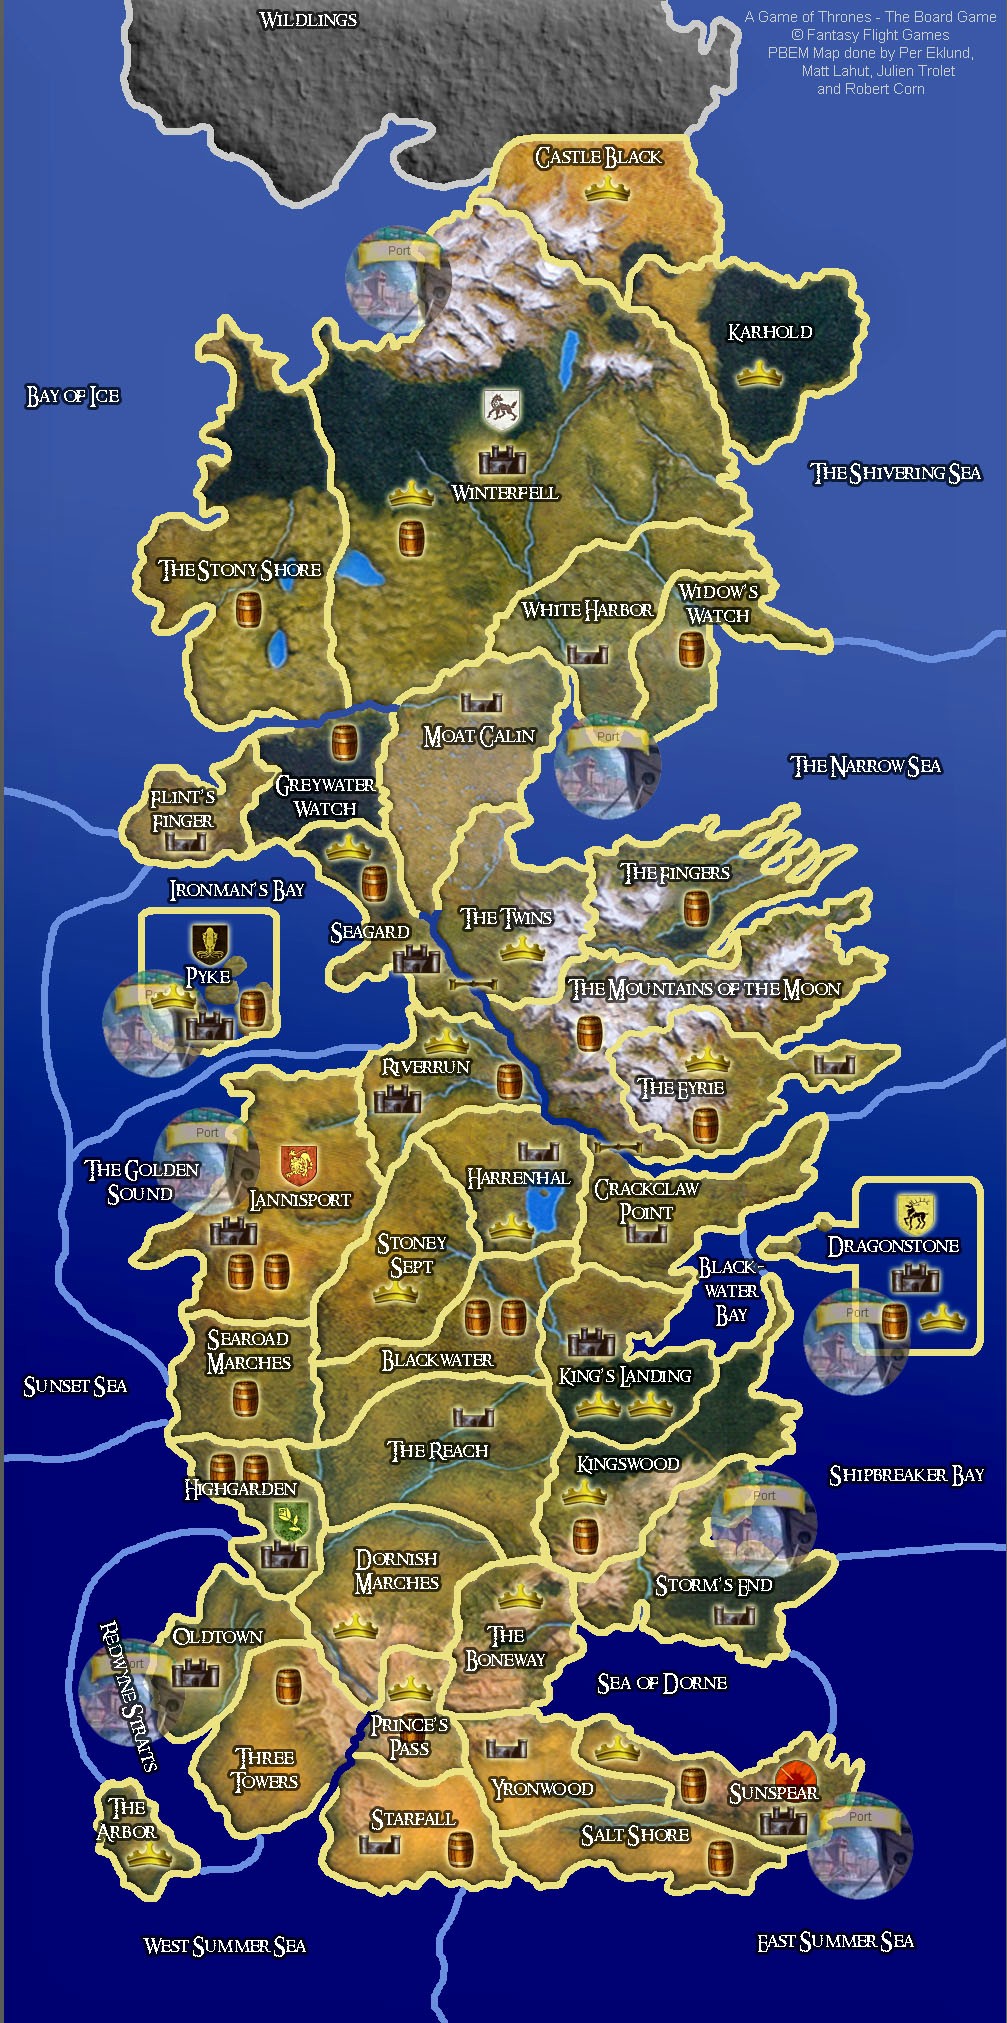 WILDLINGS
A Game of Thrones - The Board Game
© Fantasy Flight Games
PBEM Map done by Per Eklund,
Matt Lahut, Julien Trolet
and Robert Corn
CASTLE BLACK
Port
KARHOLD
BAY OF ICE
THE SHIVERING SEA
WINTERFELL
THE STONY SHORE
WHITE HARBOR
WIDOW'S
WATCH
MOAT CALIN
Port
THE NARROW SEA
GREYWATER
WATCH
FLINT'S
FINGER
THE FINGERS
IRONMAN'S BAY
THE TWINS
SEAGARD
PYKE
THE MOUNTAINS OF THE MOON
RIVERRUN
THE EYRIE
Port
THE GOLDEN
SOUND
LANNISPORT
HARRENHAL
CRACKCLAW
POINT
STONEY
SEPT
DRAGONSTONE
BLACK-
WATER
BAY
Port
SEAROAD
MARCHES
BLACKWATER
KING'S LANDING
SUNSET SEA
THE REACH
KINGSWOOD
SHIPBREAKER BAY
HIGHGARDEN
Port
DORNISH
MARCHES
STORM'S END
OLDTOWN
THE
BONEWAY
REDWYNE STRAITS
SEA OF DORNE
PRINCE'S
PASS
THREE
TOWERS
YRONWOOD
SUNSPEAR
THE
ARBOR
STARFALL
SALT SHORE
Port
WEST SUMMER SEA
EAST SUMMER SEA